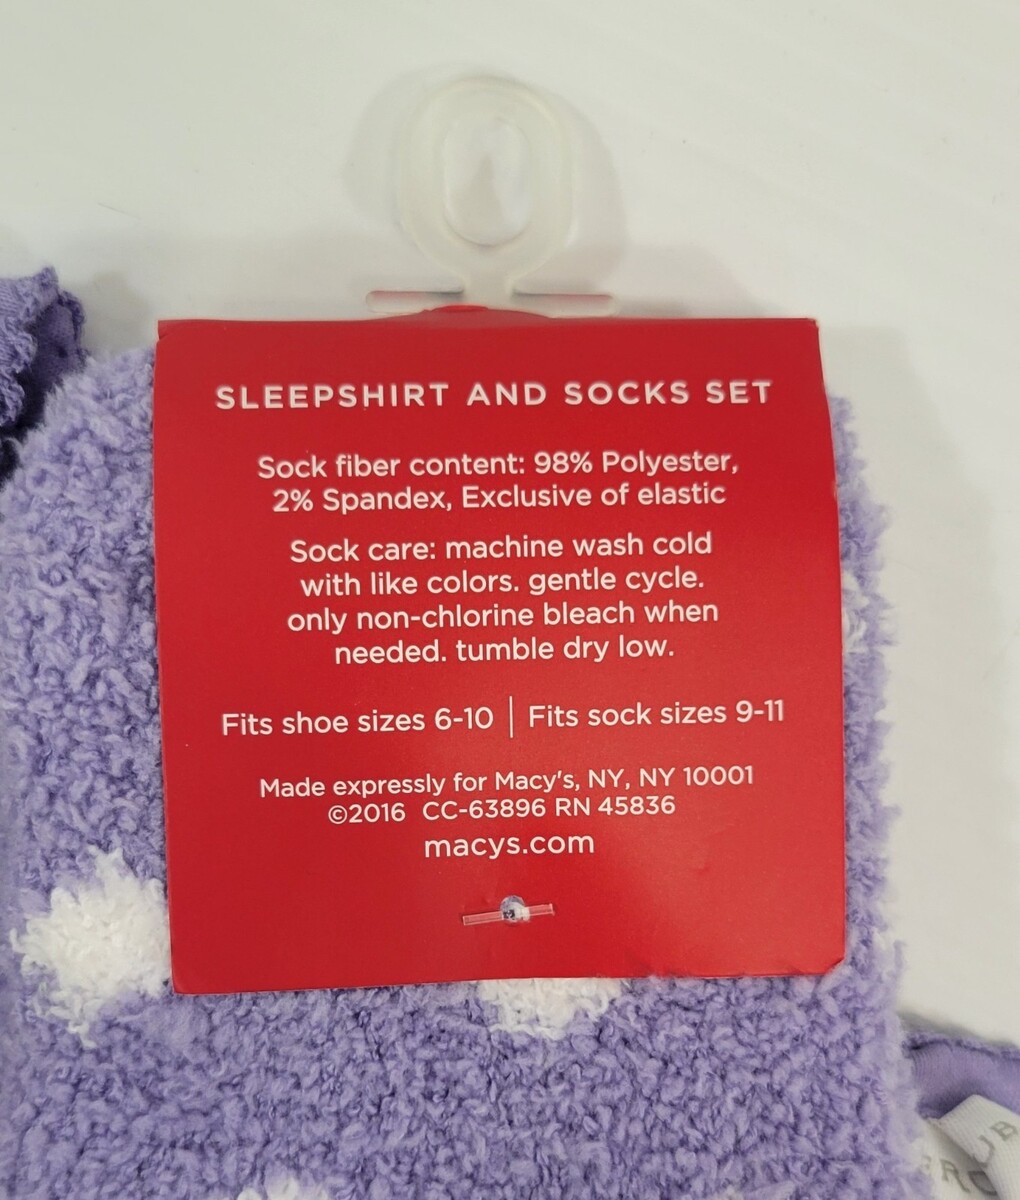 SLEEPSHIRT AND SOCKS SET
Sock fiber content: 98% Polyester,
2% Spandex, Exclusive of elastic
Sock care: machine wash cold
with like colors. gentle cycle.
only non-chlorine bleach when
needed. tumble dry low.
Fits shoe sizes 6-10 | Fits sock sizes 9-11
Made expressly for Macy's, NY, NY 10001
©2016 CC-63896 RN 45836
macys.com